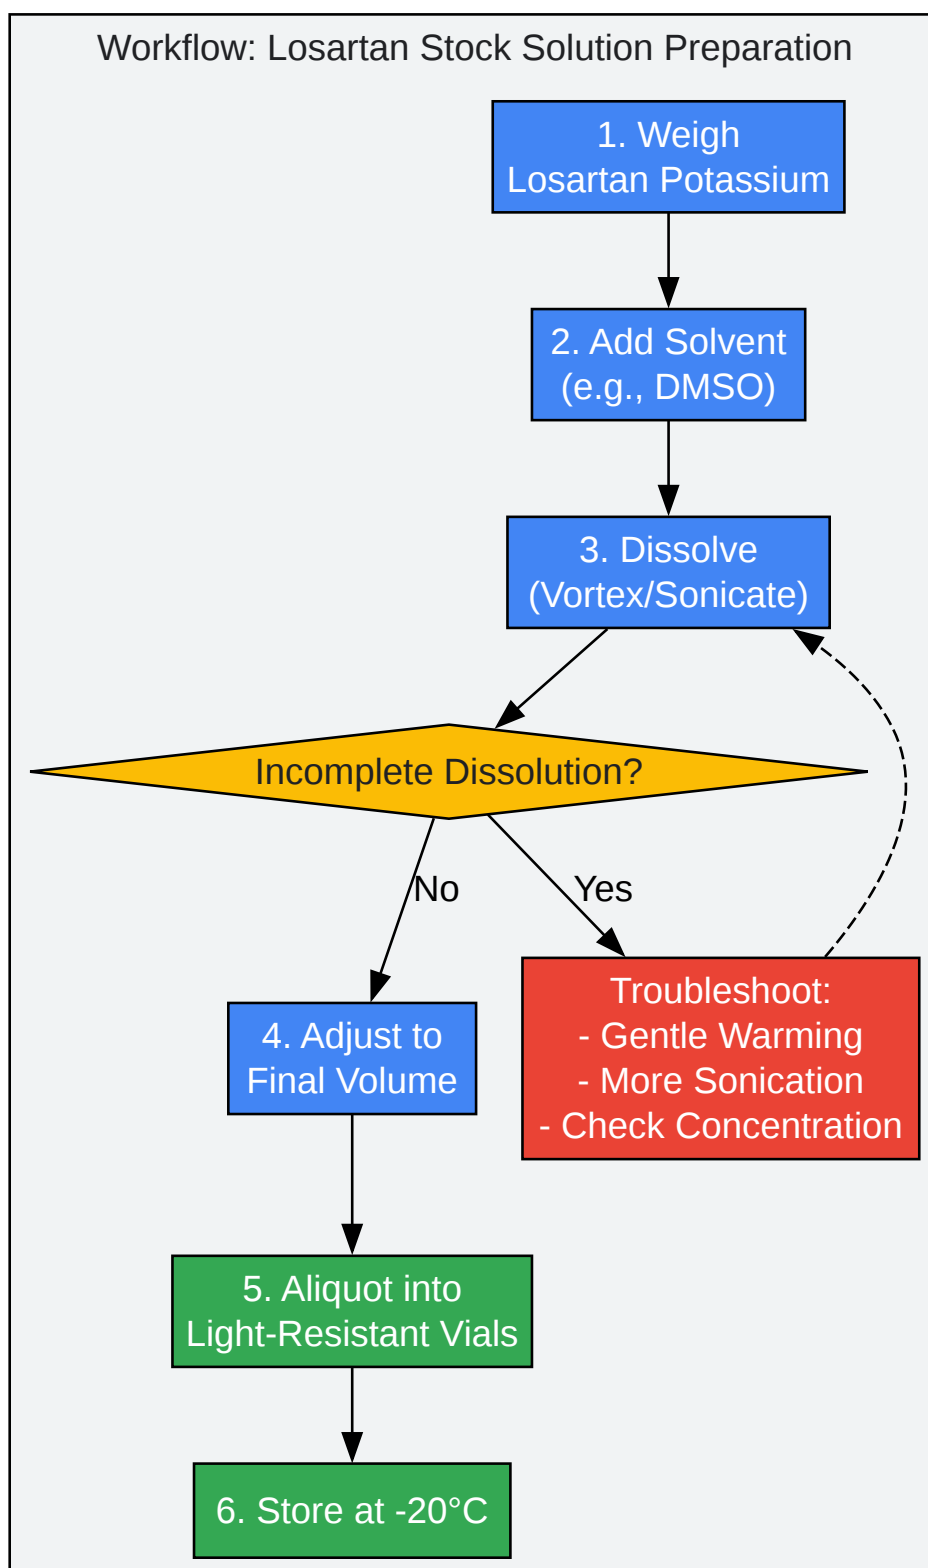 Workflow: Losartan Stock Solution Preparation
1. Weigh
Losartan Potassium
2. Add Solvent
(e.g., DMSO)
3. Dissolve
(Vortex/Sonicate)
Incomplete Dissolution?
No
Yes
Troubleshoot:
- Gentle Warming
- More Sonication
- Check Concentration
4. Adjust to
Final Volume
5. Aliquot into
Light-Resistant Vials
6. Store at -20°C